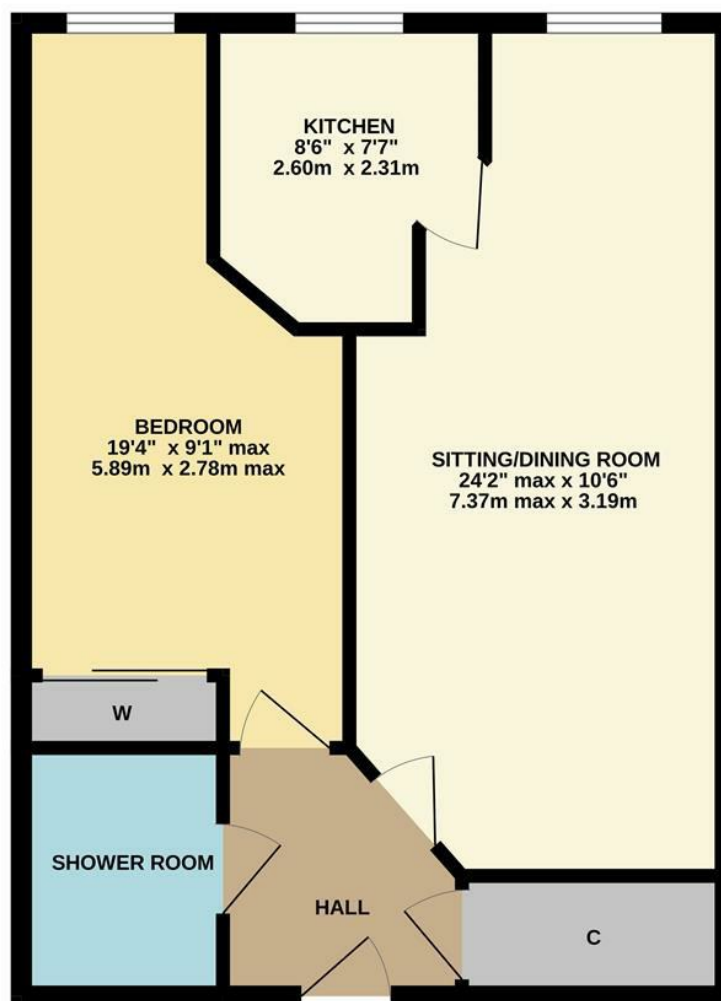 KITCHEN
8'6" x 7'7"
2.60m x 2.31m
BEDROOM
19'4" x 9'1" max
5.89m x 2.78m max
SITTING/DINING ROOM
24'2" max x 10'6"
7.37m max x 3.19m
W
SHOWER ROOM
HALL
C